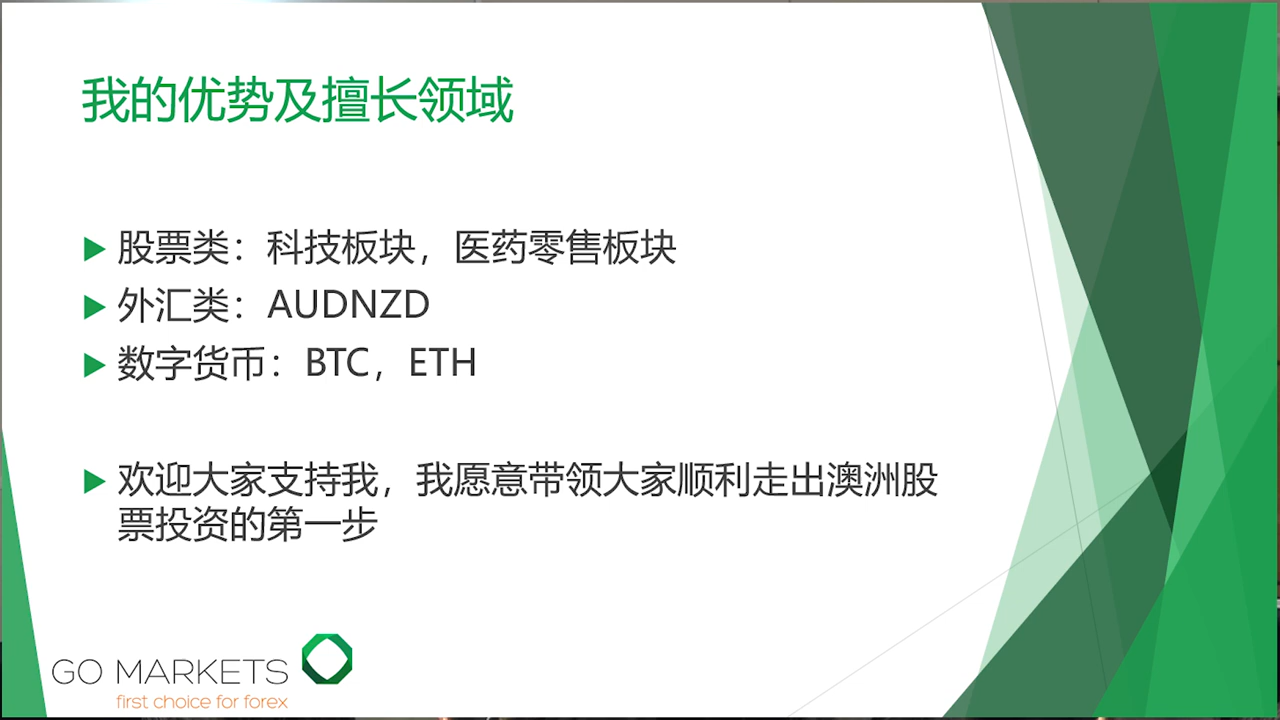 我的优势及擅长领域
股票类：科技板块，医药零售板块
外汇类：AUDNZD
数字货币：BTC，ETH
欢迎大家支持我，我愿意带领大家顺利走出澳洲股
票投资的第一步
GO MARKETS
first choice for forex